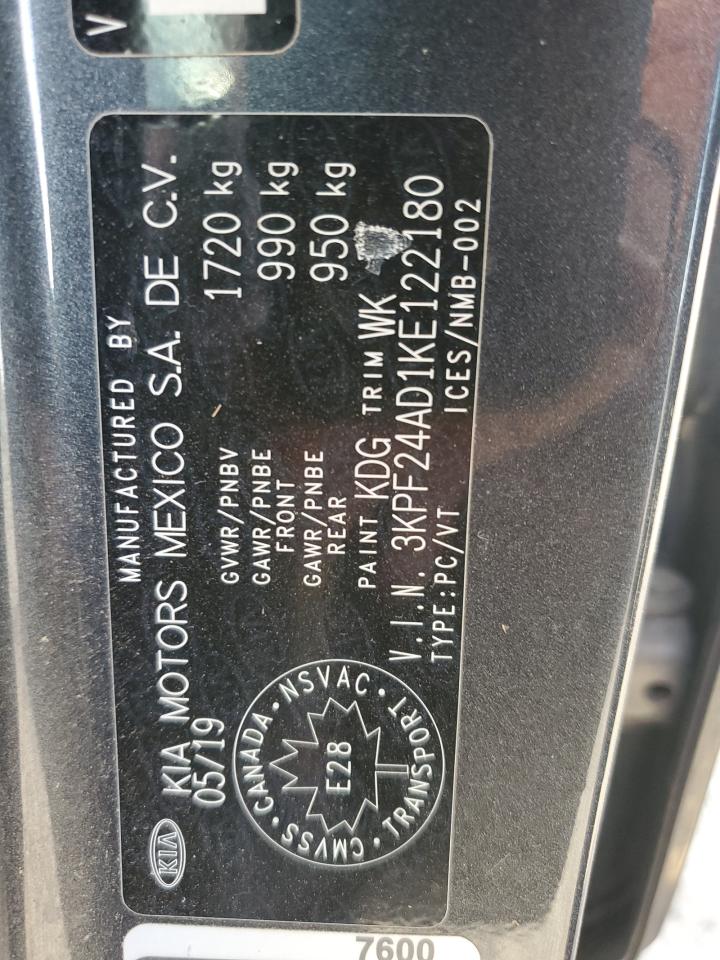 V
MANUFACTURED BY
KIA KIA MOTORS MEXICO S.A. DE C.V.
05/19
GVWR/PNBV 1720 kg
GAWR/PNBE FRONT 990 kg
GAWR/PNBE REAR 950 kg
PAINT KDG TRIM WK
V.I.N. 3KPF24AD1KE122180
TYPE:PC/VT ICES/NMB-002
CANADA · NSVAC · TRANSPORT · CMVSS ·
E28
7600